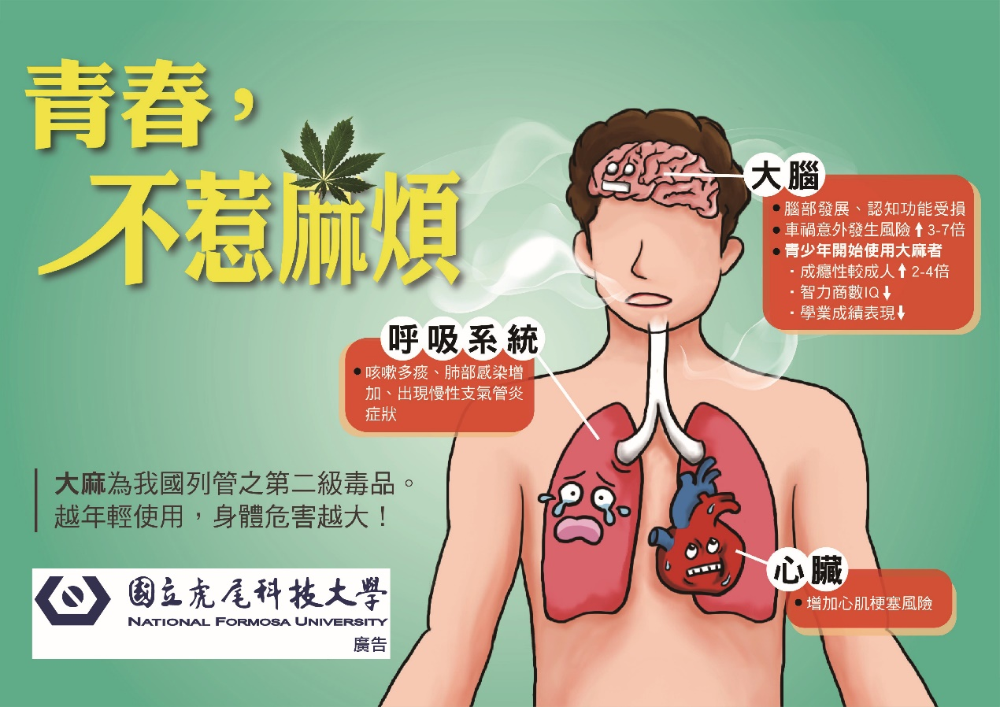 青春，
不惹麻煩
大腦
腦部發展、認知功能受損
車禍意外發生風險⬆3-7倍
青少年開始使用大麻者
・成癮性較成人⬆2-4倍
・智力商數IQ⬇
・學業成績表現⬇
呼吸系統
咳嗽多痰、肺部感染增
加、出現慢性支氣管炎
症狀
大麻為我國列管之第二級毒品。
越年輕使用，身體危害越大！
心臟
增加心肌梗塞風險
國立虎尾科技大學
NATIONAL FORMOSA UNIVERSITY
廣告